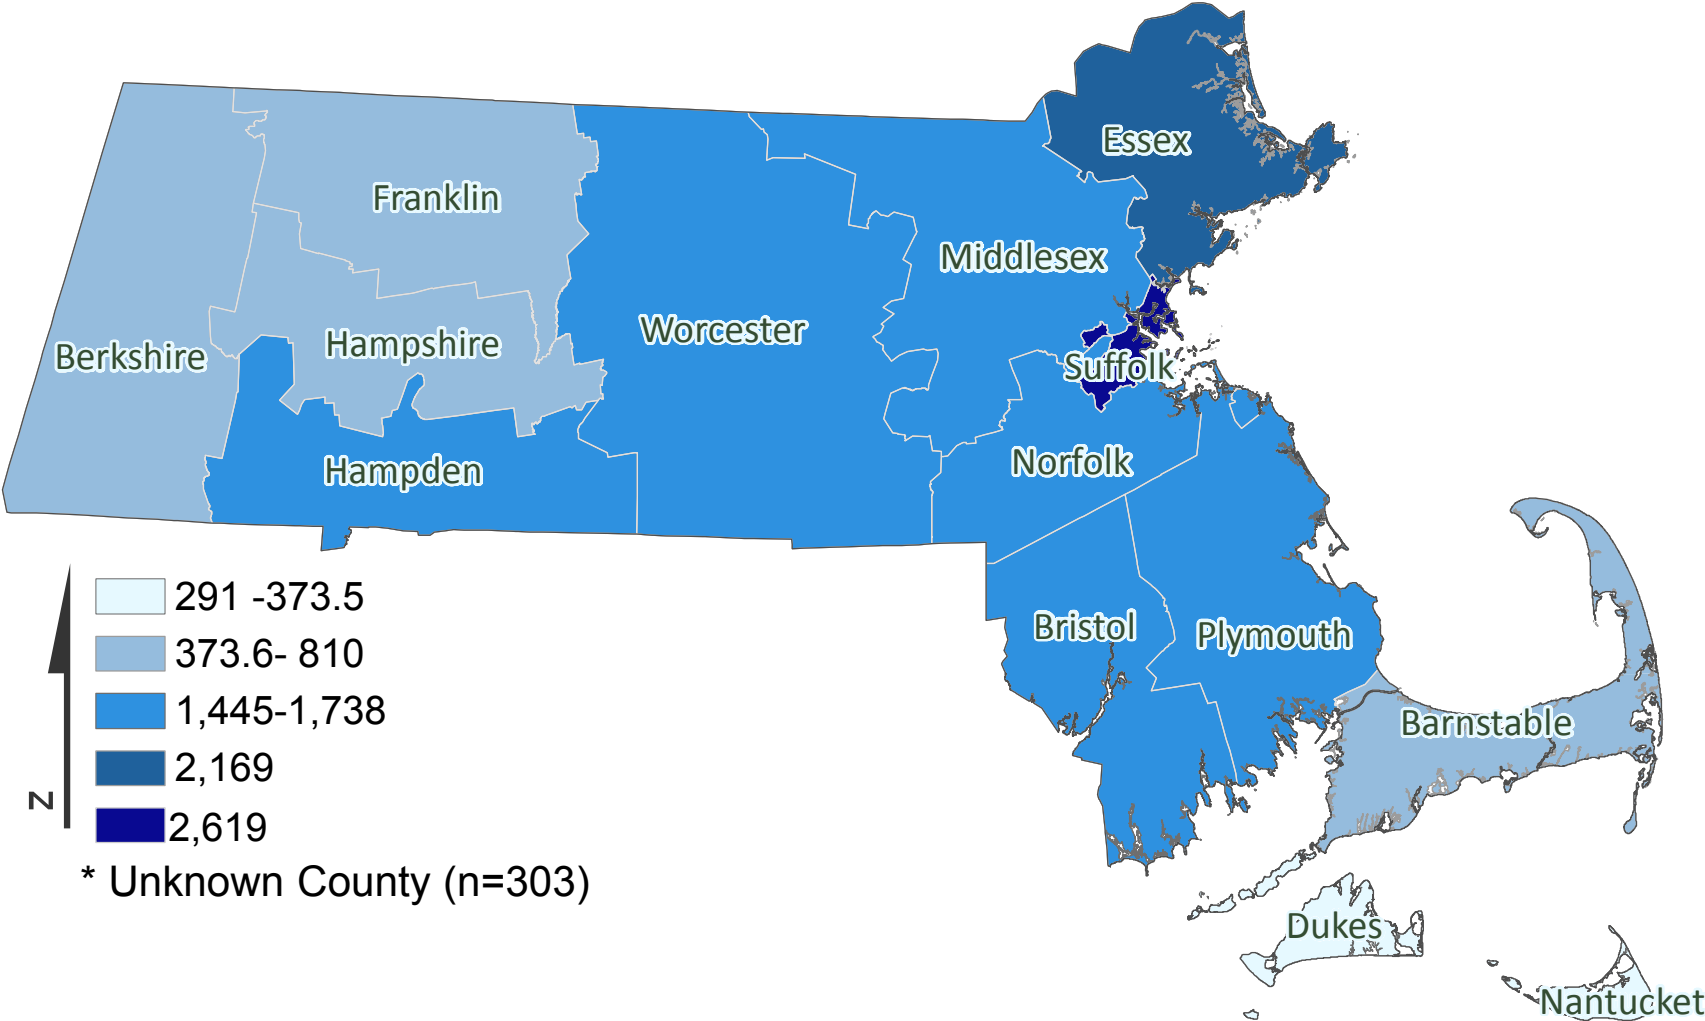 Essex
Franklin
Middlesex
Worcester
Hampshire
Berkshire
Suffolk
Norfolk
Hampden
291 -373.5
373.6- 810
1,445-1,738
2,169
2,619
* Unknown County (n=303)
N
Bristol
Plymouth
Barnstable
Dukes
Nantucket